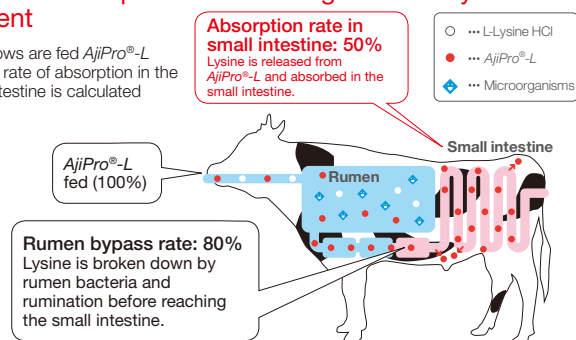 ent
ows are fed AjiPro®-L
rate of absorption in the
testine is calculated
Absorption rate in
small intestine: 50%
Lysine is released from
AjiPro®-L and absorbed in the
small intestine.
••• L-Lysine HCl
••• AjiPro®-L
••• Microorganisms
Small intestine
AjiPro®-L
fed (100%)
Rumen
Rumen bypass rate: 80%
Lysine is broken down by
rumen bacteria and
rumination before reaching
the small intestine.